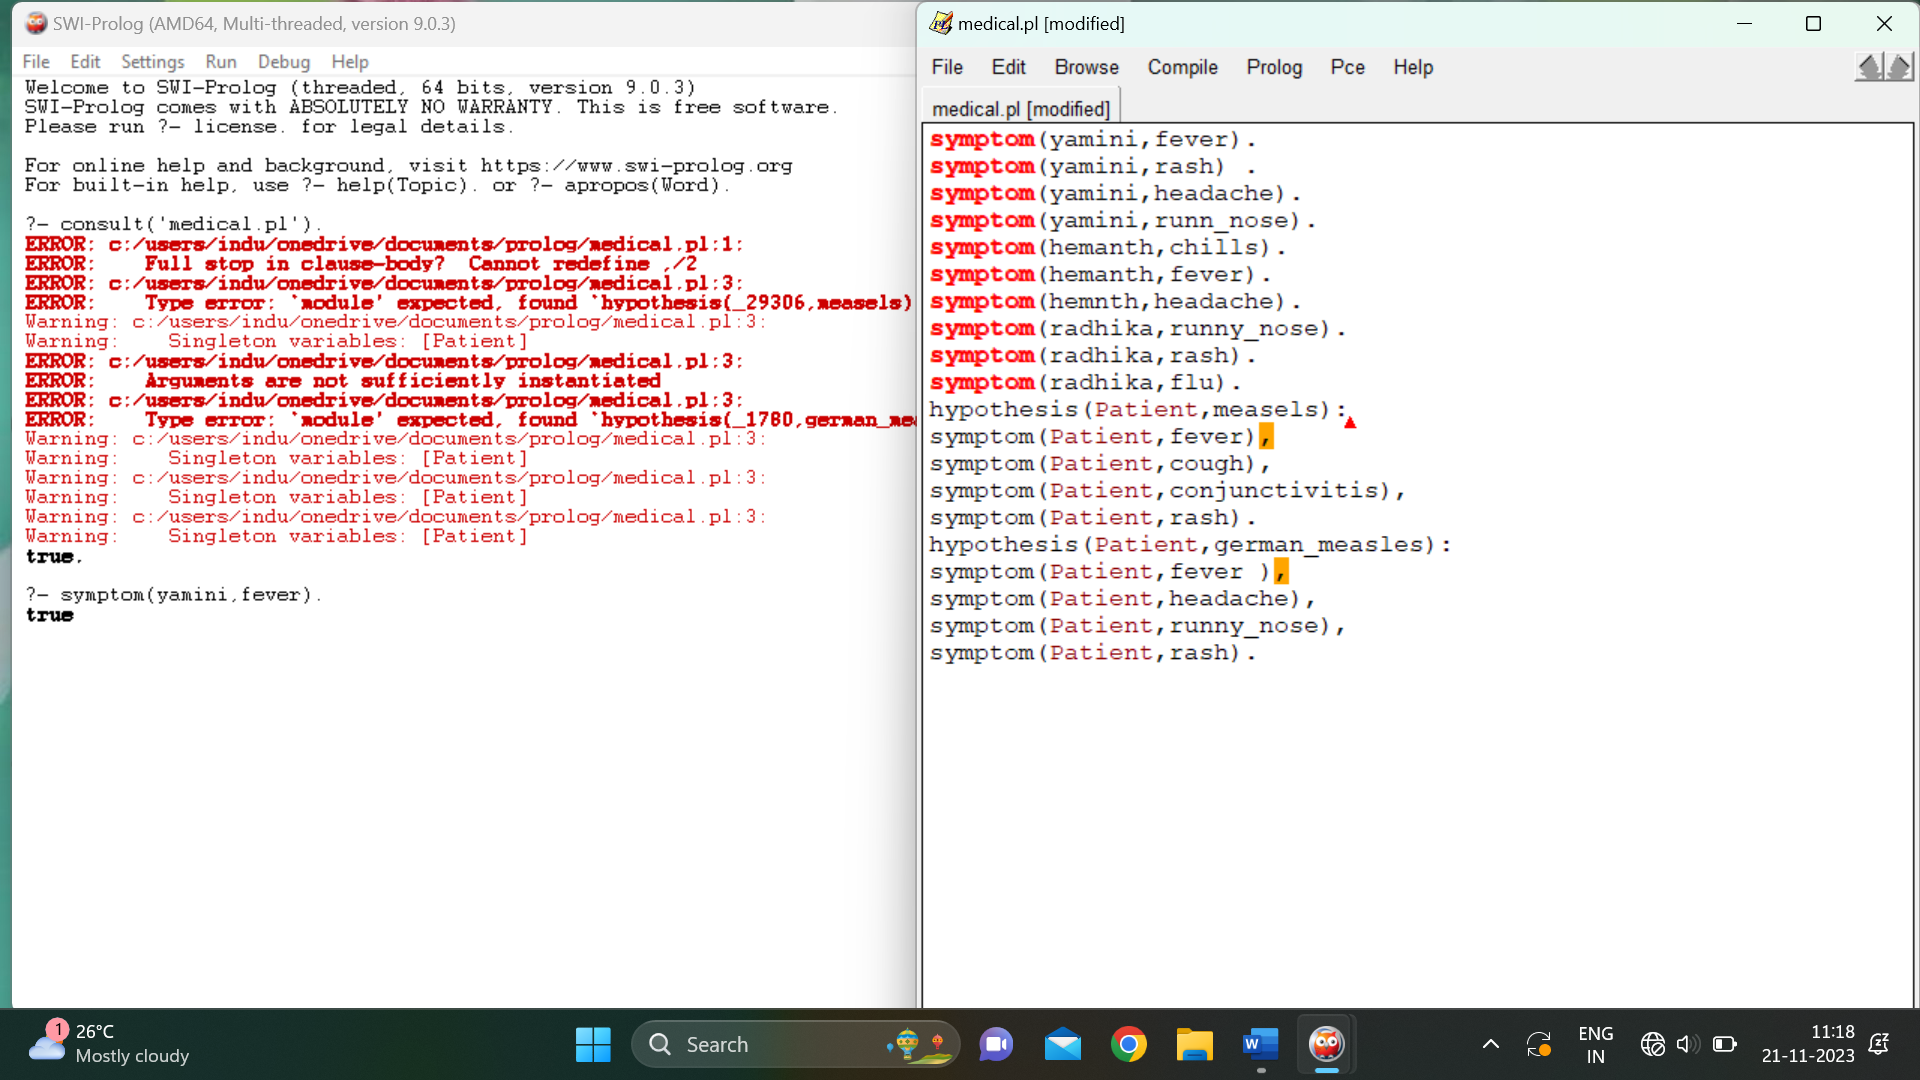 SWI-Prolog (AMD64, Multi-threaded, version 9.0.3)
File Edit Settings Run Debug Help
Welcome to SWI-Prolog (threaded, 64 bits, version 9.0.3)
SWI-Prolog comes with ABSOLUTELY NO WARRANTY. This is free software.
Please run ?- license. for legal details.
For online help and background, visit https://www.swi-prolog.org
For built-in help, use ?- help(Topic). or ?- apropos(Word).
?- consult('medical.pl').
ERROR: c:/users/indu/onedrive/documents/prolog/medical.pl:1:
ERROR:    Full stop in clause-body?  Cannot redefine ,/2
ERROR: c:/users/indu/onedrive/documents/prolog/medical.pl:3:
ERROR:    Type error: `module' expected, found `hypothesis(_29306,measels)
Warning: c:/users/indu/onedrive/documents/prolog/medical.pl:3:
Warning:    Singleton variables: [Patient]
ERROR: c:/users/indu/onedrive/documents/prolog/medical.pl:3:
ERROR:    Arguments are not sufficiently instantiated
ERROR: c:/users/indu/onedrive/documents/prolog/medical.pl:3:
ERROR:    Type error: `module' expected, found `hypothesis(_1780,german_mea
Warning: c:/users/indu/onedrive/documents/prolog/medical.pl:3:
Warning:    Singleton variables: [Patient]
Warning: c:/users/indu/onedrive/documents/prolog/medical.pl:3:
Warning:    Singleton variables: [Patient]
Warning: c:/users/indu/onedrive/documents/prolog/medical.pl:3:
Warning:    Singleton variables: [Patient]
true.
?- symptom(yamini,fever).
true
medical.pl [modified]
File Edit Browse Compile Prolog Pce Help
medical.pl [modified]
symptom(yamini,fever).
symptom(yamini,rash) .
symptom(yamini,headache).
symptom(yamini,runn_nose).
symptom(hemanth,chills).
symptom(hemanth,fever).
symptom(hemnth,headache).
symptom(radhika,runny_nose).
symptom(radhika,rash).
symptom(radhika,flu).
hypothesis(Patient,measels):
symptom(Patient,fever),
symptom(Patient,cough),
symptom(Patient,conjunctivitis),
symptom(Patient,rash).
hypothesis(Patient,german_measles):
symptom(Patient,fever ),
symptom(Patient,headache),
symptom(Patient,runny_nose),
symptom(Patient,rash).
1
26°C
Mostly cloudy
Search
W
ENG
IN
11:18
21-11-2023